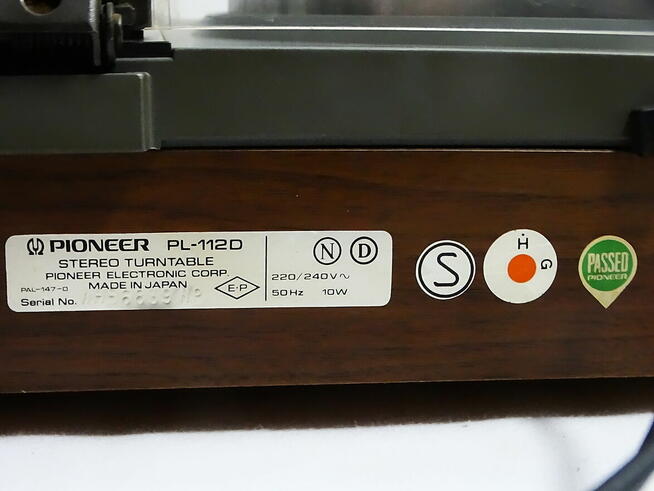 PIONEER PL-112D
STEREO TURNTABLE
PIONEER ELECTRONIC CORP.
MADE IN JAPAN
PAL-147-0
Serial No.
E·P
N D
220/240V~
50Hz 10W
S
H G
PASSED
PIONEER